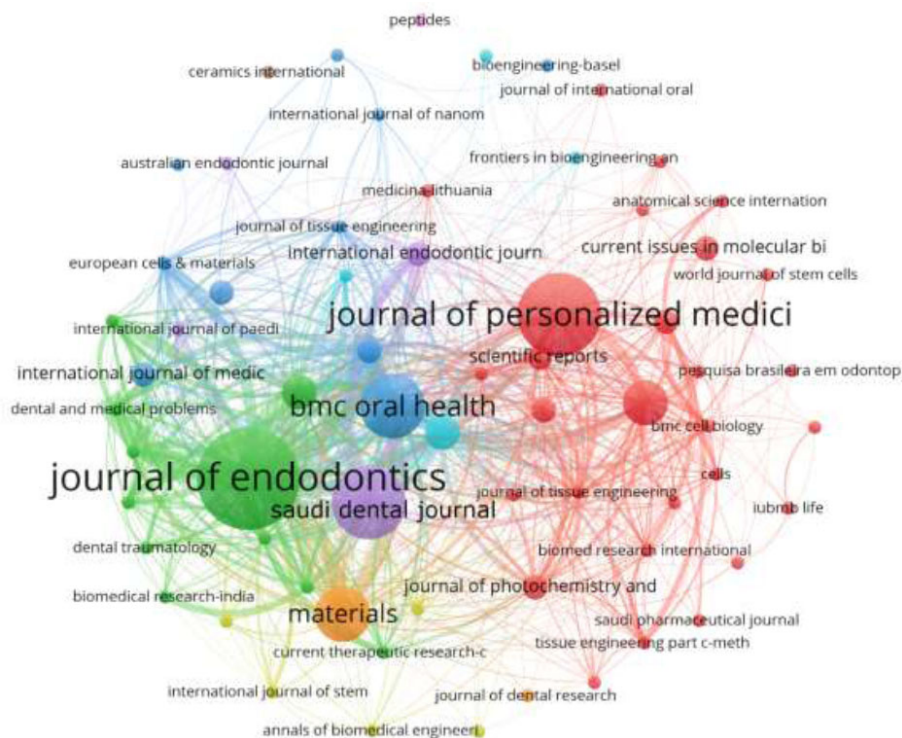 peptides
ceramics international
bioengineering-basel
journal of international oral
international journal of nanom
australian endodontic journal
frontiers in bioengineering an
medicina-lithuania
anatomical science internation
journal of tissue engineering
international endodontic journ
current issues in molecular bi
european cells & materials
world journal of stem cells
journal of personalized medici
international journal of paedi
scientific reports
international journal of medic
pesquisa brasileira em odontop
dental and medical problems
bmc oral health
bmc cell biology
journal of endodontics
cells
journal of tissue engineering
saudi dental journal
iubmb life
dental traumatology
biomed research international
biomedical research-india
journal of photochemistry and
materials
saudi pharmaceutical journal
tissue engineering part c-meth
current therapeutic research-c
international journal of stem
journal of dental research
annals of biomedical engineeri